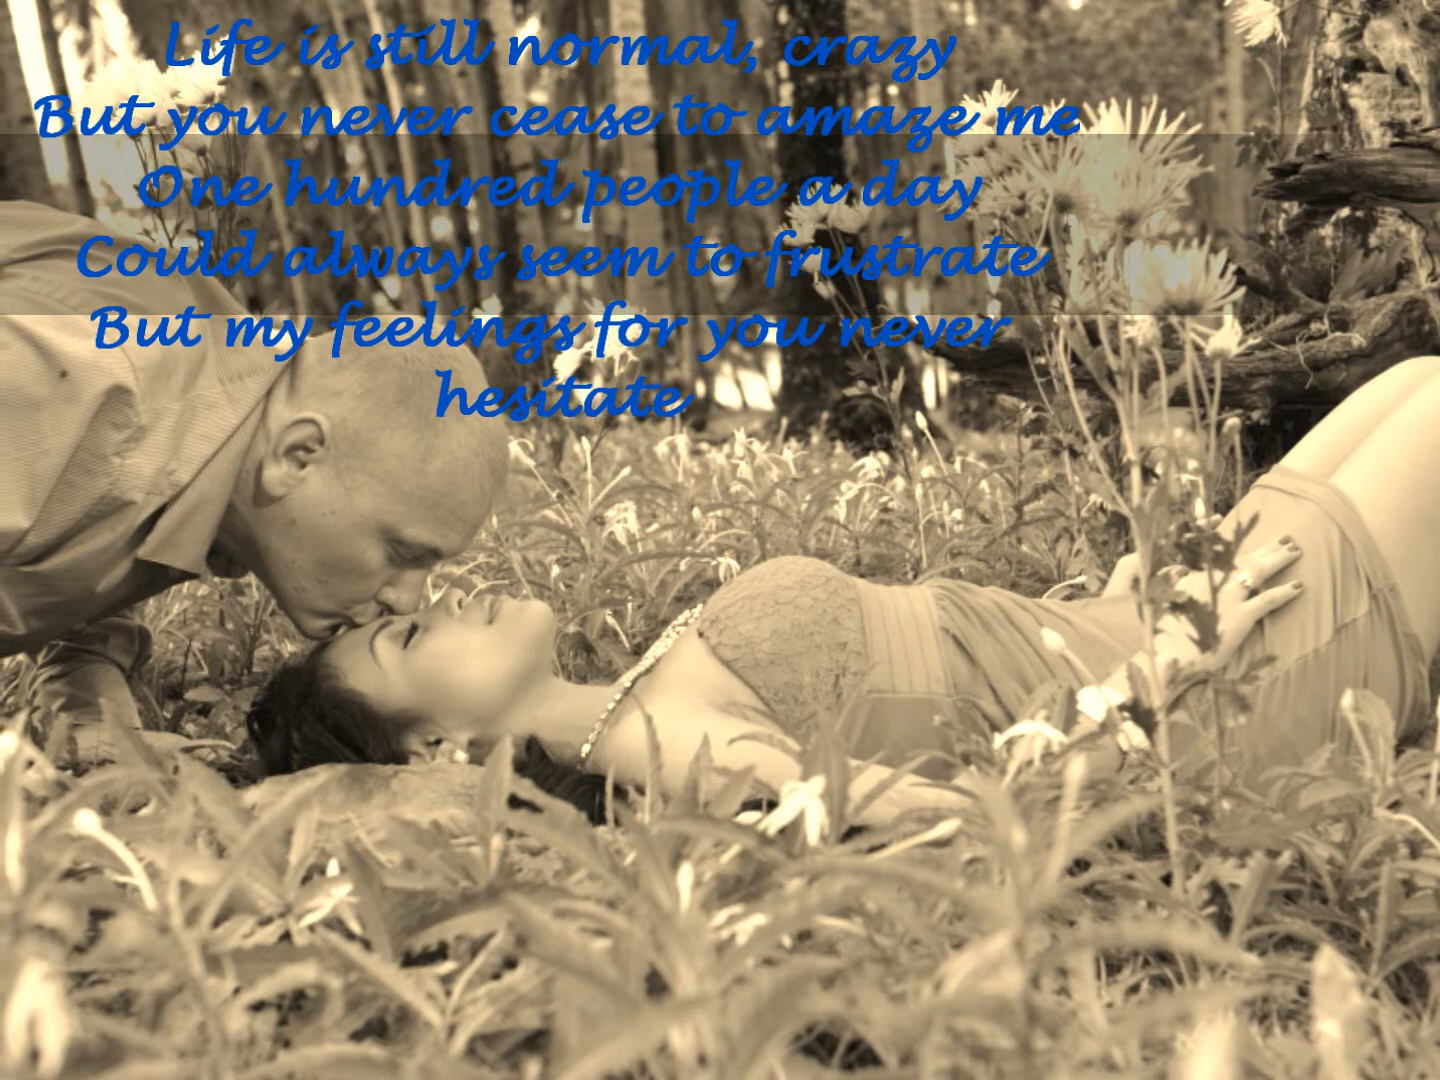 Life is still normal, crazy
But you never cease to amaze me
One hundred people a day
Could always seem to frustrate
But my feelings for you never
hesitate